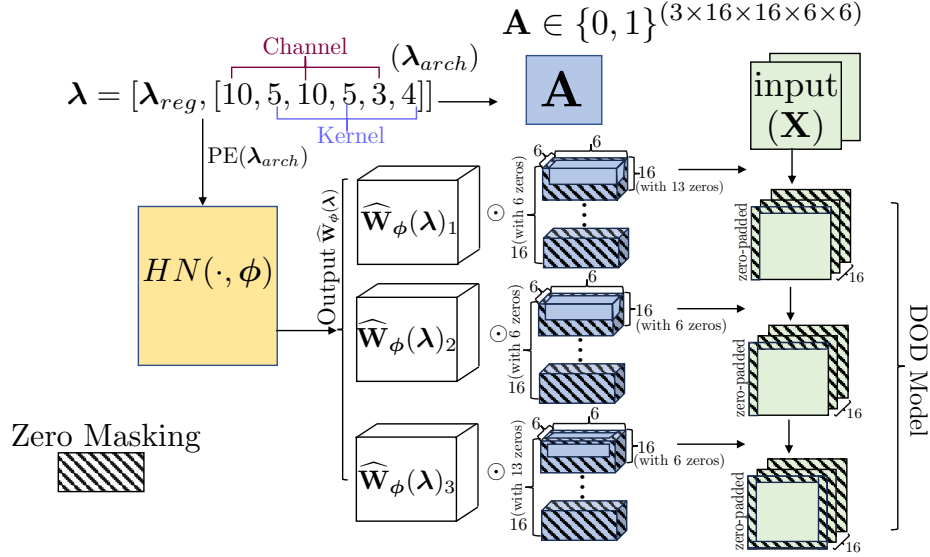 𝐀 ∈ {0, 1}^(3×16×16×6×6)
Channel
(𝝀_arch)
𝝀 = [𝝀_reg, [10, 5, 10, 5, 3, 4]]
Kernel
𝐀
input
(𝐗)
PE(𝝀_arch)
HN(·, ϕ)
Output Ŵ_ϕ(𝝀)
Ŵ_ϕ(𝝀)_1
⊙
16(with 6 zeros)
6
6
16
(with 13 zeros)
zero-padded
16
Ŵ_ϕ(𝝀)_2
⊙
16(with 6 zeros)
6
6
16
(with 6 zeros)
zero-padded
16
Ŵ_ϕ(𝝀)_3
⊙
16(with 13 zeros)
6
6
16
(with 6 zeros)
zero-padded
16
DOD Model
Zero Masking